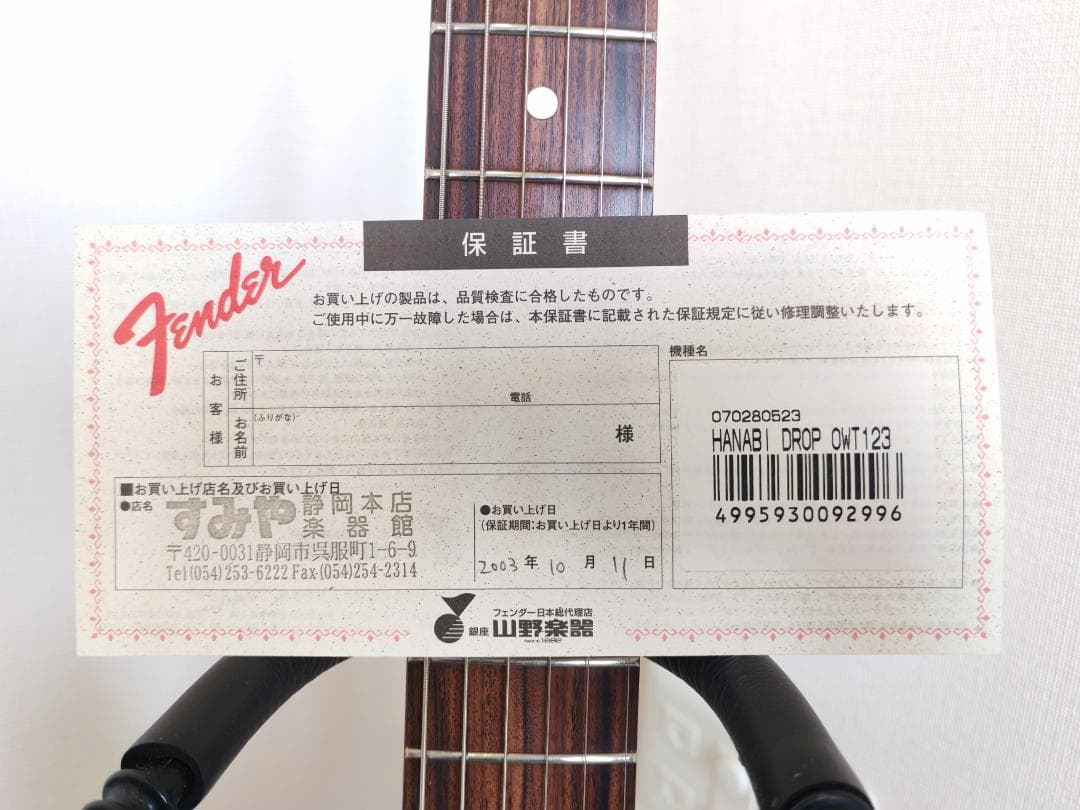 保証書
Fender
お買い上げの製品は、品質検査に合格したものです。
ご使用中に万一故障した場合は、本保証書に記載された保証規定に従い修理調整いたします。
お客様
ご住所
〒
電話
お名前
(ふりがな)
様
機種名
070280523
HANABI DROP OWT123
4995930092996
■お買い上げ店名及びお買い上げ日
●店名
すみや 静岡本店
楽器館
〒420-0031静岡市呉服町1-6-9
Tel(054)253-6222 Fax(054)254-2314
●お買い上げ日
(保証期間:お買い上げ日より1年間)
2003年10月11日
フェンダー日本総代理店
銀座 山野楽器
SINCE 1892